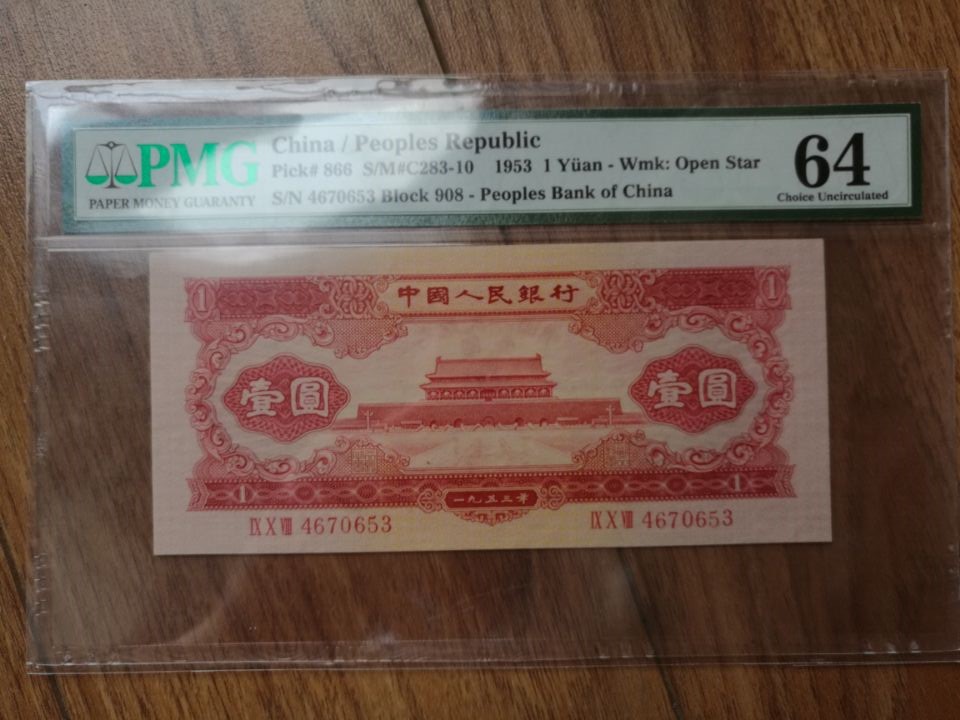 PMG
PAPER MONEY GUARANTY
China / Peoples Republic
Pick# 866 S/M#C283-10 1953 1 Yüan - Wmk: Open Star
S/N 4670653 Block 908 - Peoples Bank of China
64
Choice Uncirculated
1 中國人民銀行 1
壹圓 壹圓
1 一九五三年 1
IX X VIII 4670653 IX X VIII 4670653